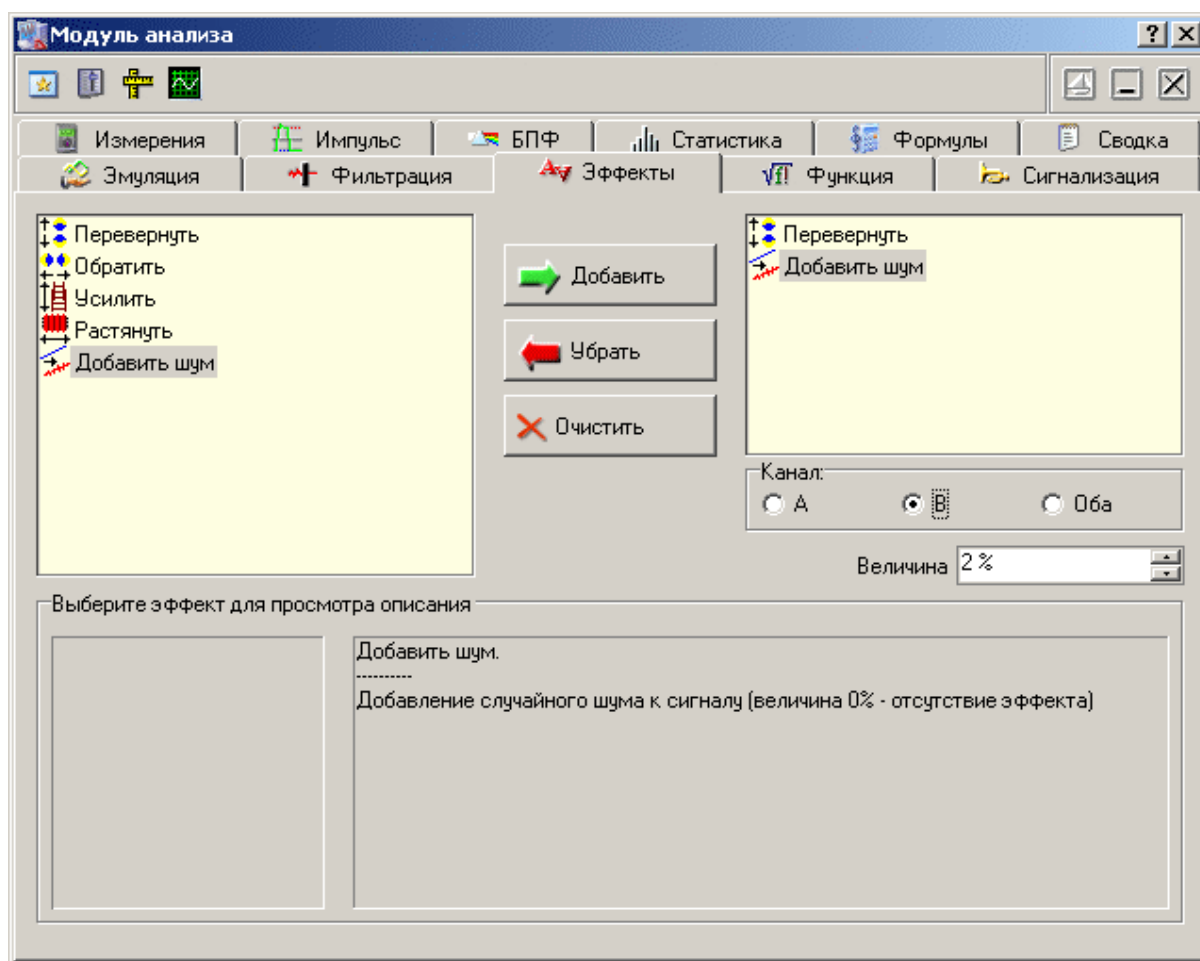 Модуль анализа
Измерения Импульс БПФ Статистика Формулы Сводка
Эмуляция Фильтрация Эффекты Функция Сигнализация
Перевернуть
Обратить
Усилить
Растянуть
Добавить шум
Добавить
Убрать
Очистить
Перевернуть
Добавить шум
Канал:
A B Оба
Величина 2 %
Выберите эффект для просмотра описания
Добавить шум.
----------
Добавление случайного шума к сигналу (величина 0% - отсутствие эффекта)